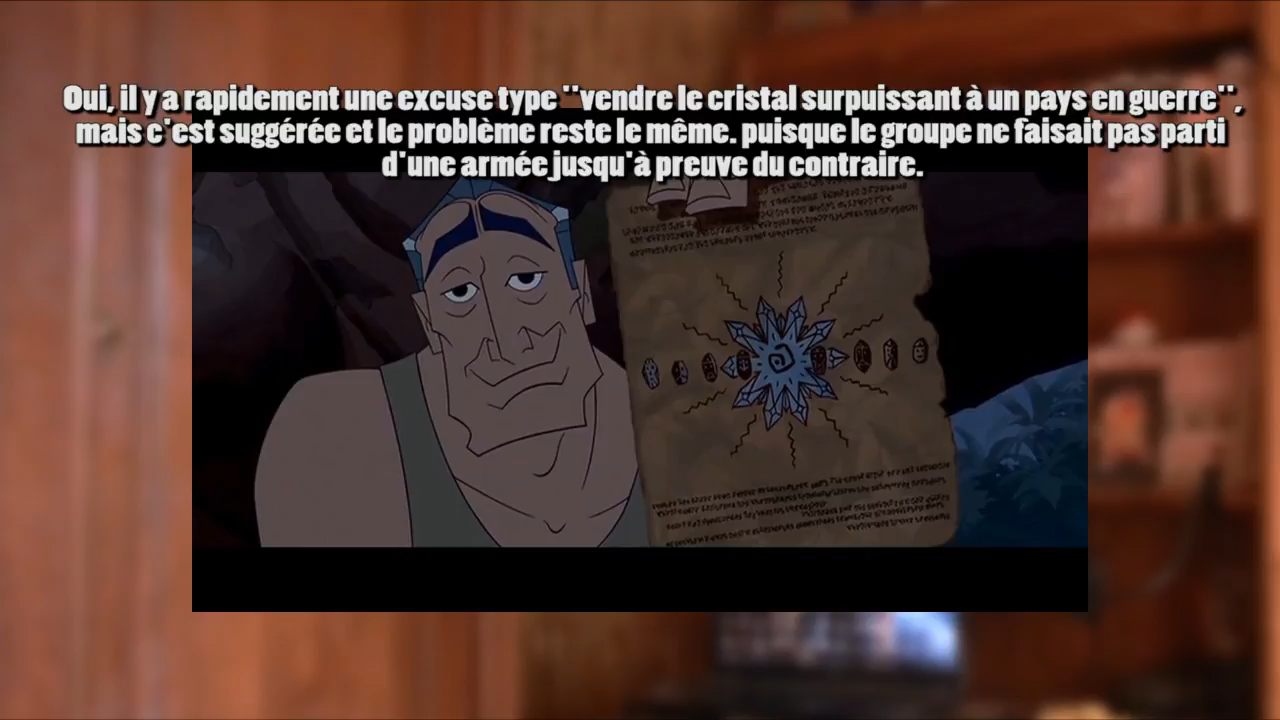 Oui, il y a rapidement une excuse type "vendre le cristal surpuissant à un pays en guerre",
mais c'est suggérée et le problème reste le même. puisque le groupe ne faisait pas parti
d'une armée jusqu'à preuve du contraire.